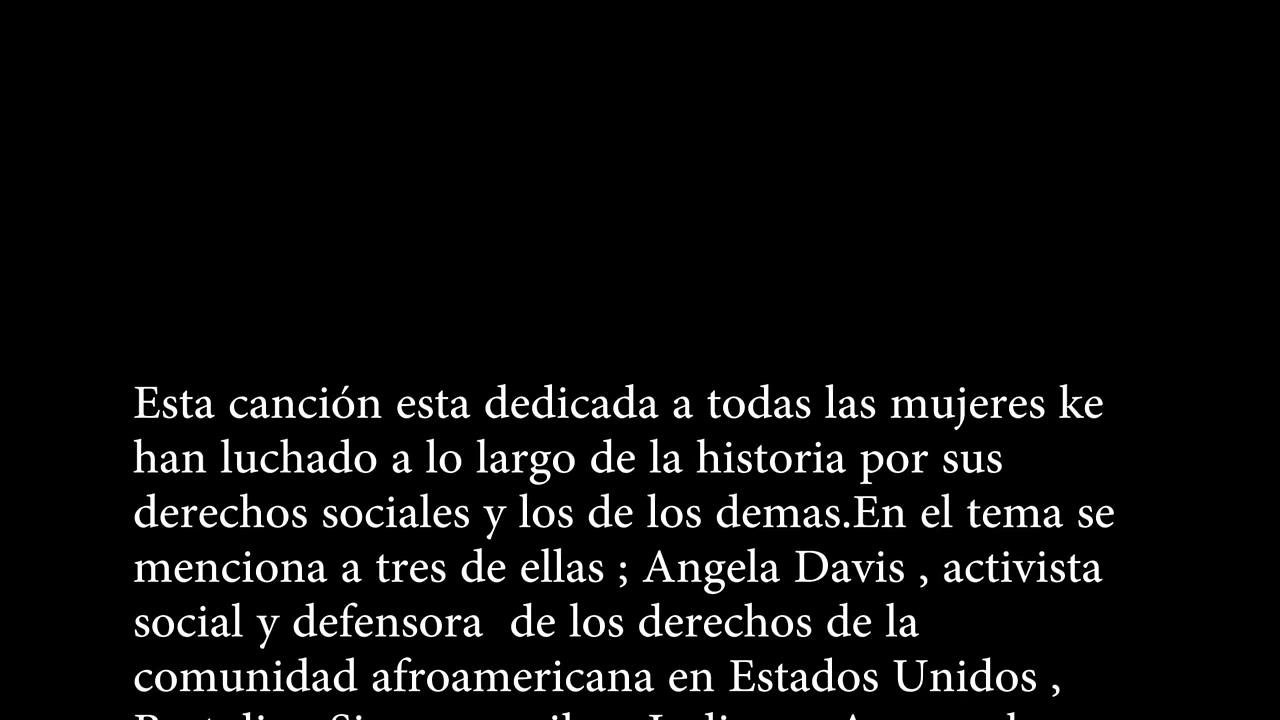 Esta canción esta dedicada a todas las mujeres ke
han luchado a lo largo de la historia por sus
derechos sociales y los de los demas.En el tema se
menciona a tres de ellas ; Angela Davis , activista
social y defensora  de los derechos de la
comunidad afroamericana en Estados Unidos ,